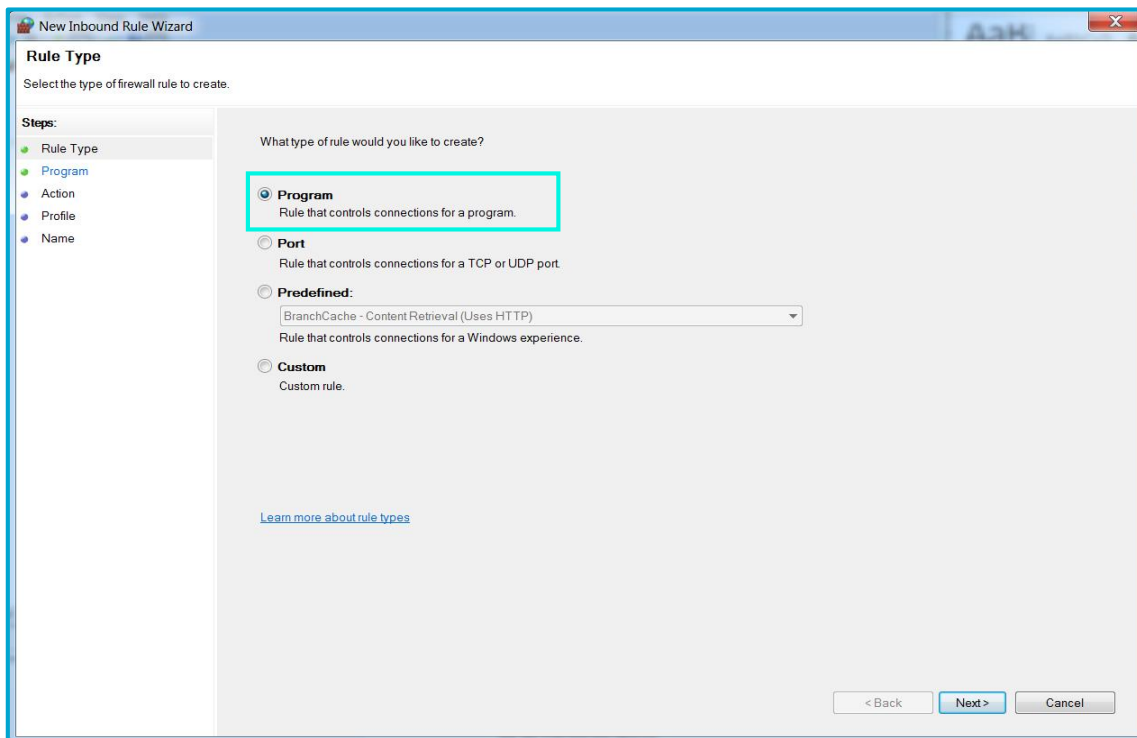 New Inbound Rule Wizard
Rule Type
Select the type of firewall rule to create.
Steps:
Rule Type
Program
Action
Profile
Name
What type of rule would you like to create?
Program
Rule that controls connections for a program.
Port
Rule that controls connections for a TCP or UDP port.
Predefined:
BranchCache - Content Retrieval (Uses HTTP)
Rule that controls connections for a Windows experience.
Custom
Custom rule.
Learn more about rule types
< Back
Next >
Cancel